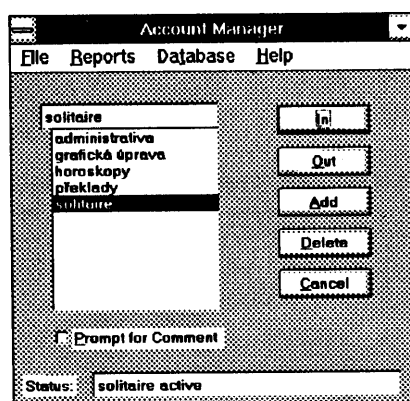 Account Manager
File Reports Database Help
solitaire
administrativa
grafická úprava
horoskopy
překlady
solitaire
In
Out
Add
Delete
Cancel
Prompt for Comment
Status: solitaire active